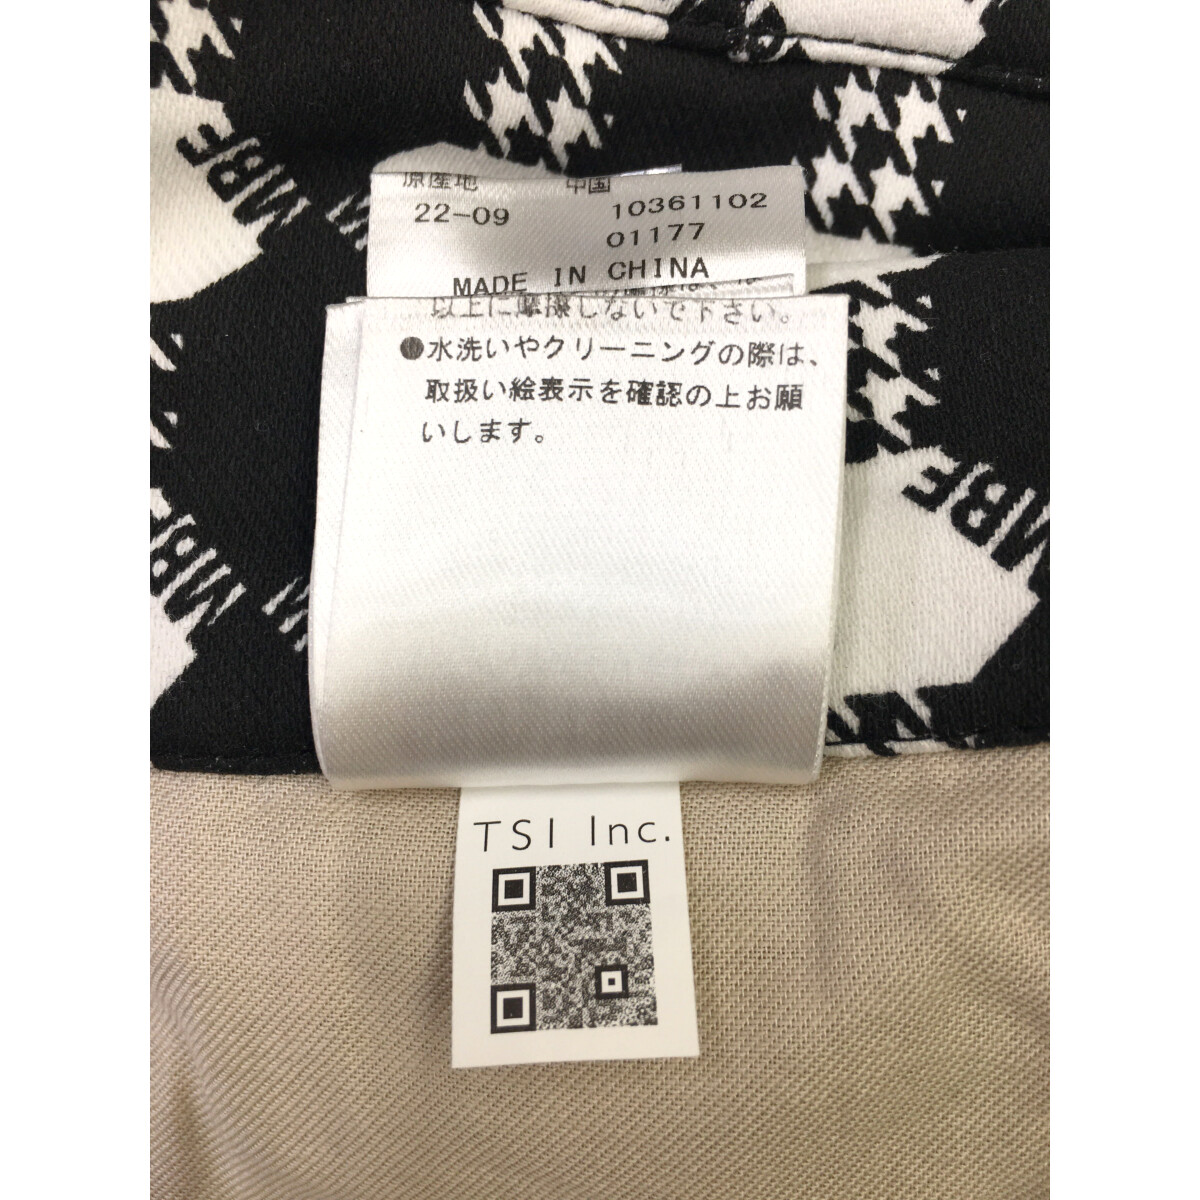 原産地 中国
22-09 10361102
01177
MADE IN CHINA
以上に摩擦しないで下さい。
●水洗いやクリーニングの際は、
取扱い絵表示を確認の上お願
いします。
TSI Inc.